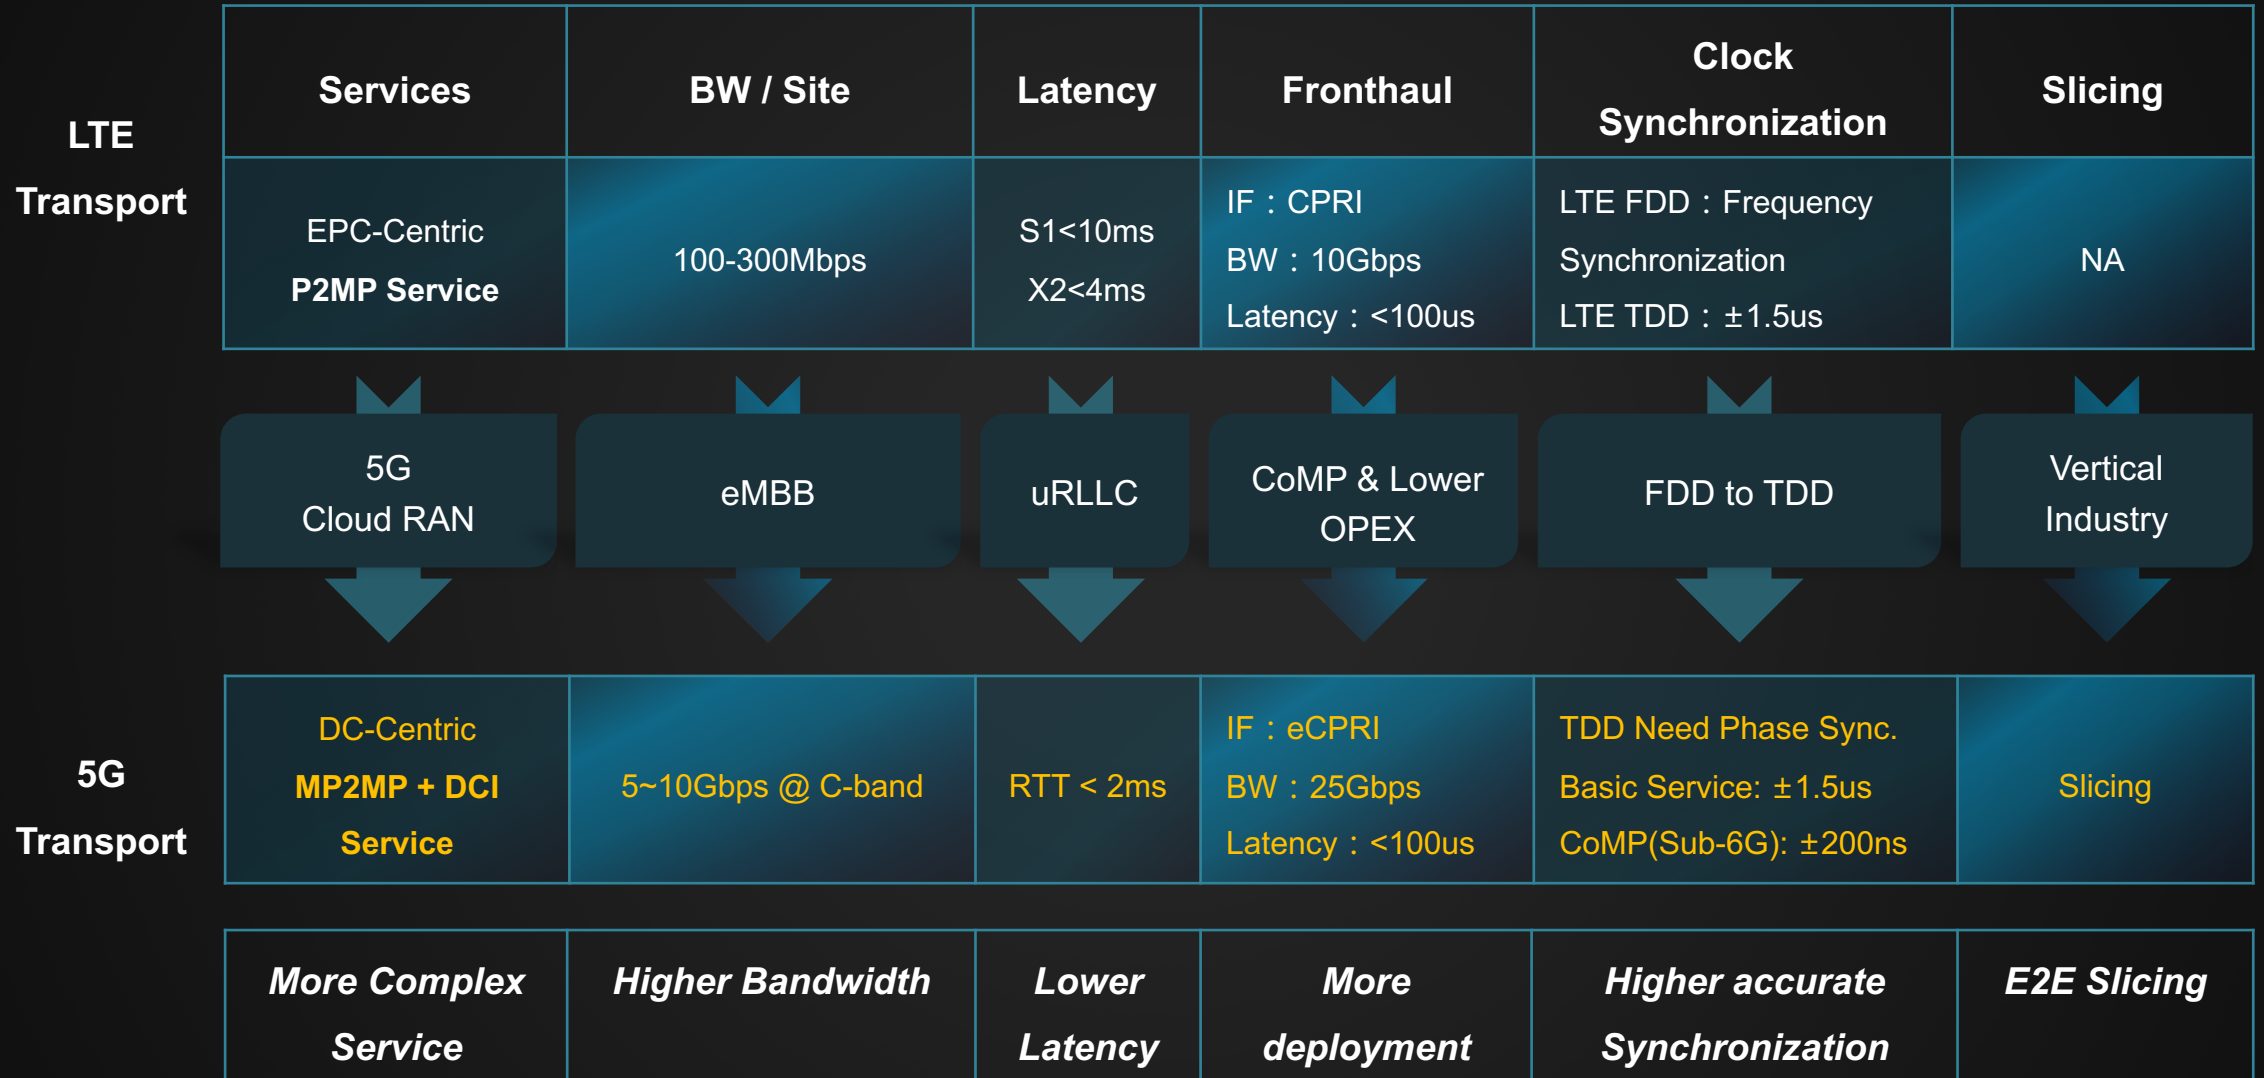 LTE
Transport
Services
BW / Site
Latency
Fronthaul
Clock
Synchronization
Slicing
EPC-Centric
P2MP Service
100-300Mbps
S1<10ms
X2<4ms
IF：CPRI
BW：10Gbps
Latency：<100us
LTE FDD：Frequency
Synchronization
LTE TDD：±1.5us
NA
5G
Cloud RAN
eMBB
uRLLC
CoMP & Lower
OPEX
FDD to TDD
Vertical
Industry
5G
Transport
DC-Centric
MP2MP + DCI
Service
5~10Gbps @ C-band
RTT < 2ms
IF：eCPRI
BW：25Gbps
Latency：<100us
TDD Need Phase Sync.
Basic Service: ±1.5us
CoMP(Sub-6G): ±200ns
Slicing
More Complex
Service
Higher Bandwidth
Lower
Latency
More
deployment
Higher accurate
Synchronization
E2E Slicing